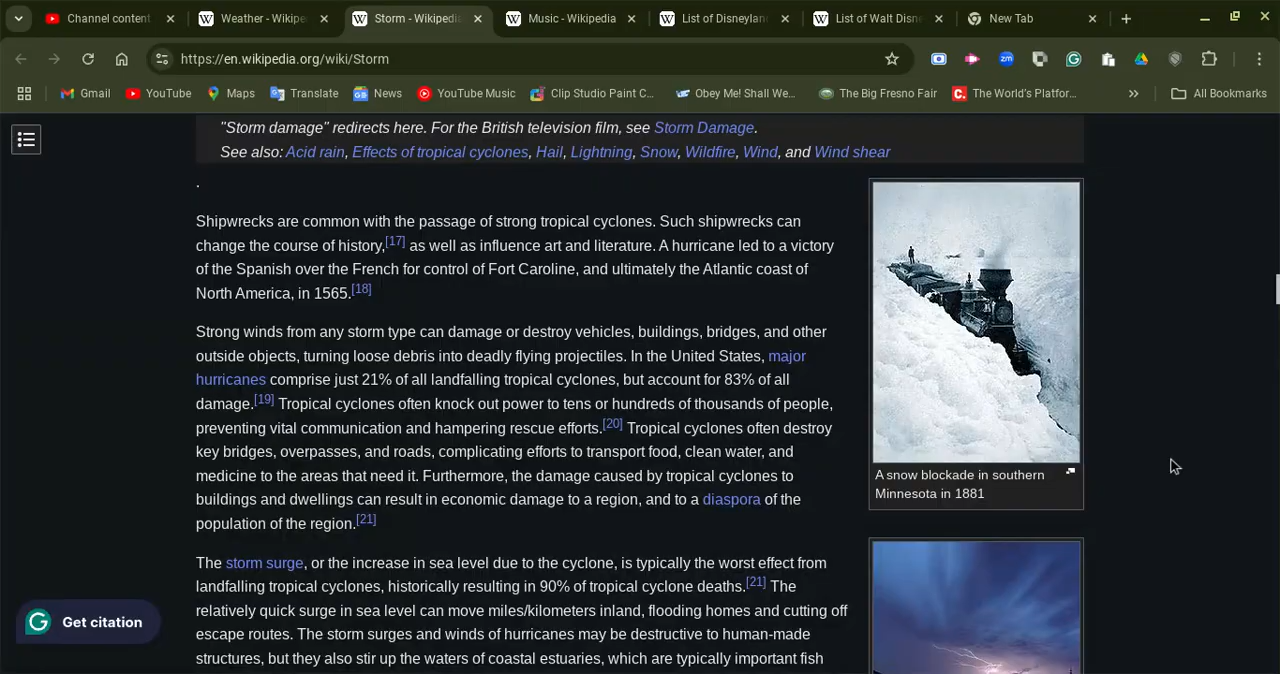 Channel content
Weather - Wikipe
Storm - Wikipedia
Music - Wikipedia
List of Disneylan
List of Walt Disne
New Tab
https://en.wikipedia.org/wiki/Storm
Gmail
YouTube
Maps
Translate
News
YouTube Music
Clip Studio Paint C...
Obey Me! Shall We...
The Big Fresno Fair
The World's Platfor...
All Bookmarks
"Storm damage" redirects here. For the British television film, see Storm Damage.
See also: Acid rain, Effects of tropical cyclones, Hail, Lightning, Snow, Wildfire, Wind, and Wind shear
.
Shipwrecks are common with the passage of strong tropical cyclones. Such shipwrecks can
change the course of history,[17] as well as influence art and literature. A hurricane led to a victory
of the Spanish over the French for control of Fort Caroline, and ultimately the Atlantic coast of
North America, in 1565.[18]
Strong winds from any storm type can damage or destroy vehicles, buildings, bridges, and other
outside objects, turning loose debris into deadly flying projectiles. In the United States, major
hurricanes comprise just 21% of all landfalling tropical cyclones, but account for 83% of all
damage.[19] Tropical cyclones often knock out power to tens or hundreds of thousands of people,
preventing vital communication and hampering rescue efforts.[20] Tropical cyclones often destroy
key bridges, overpasses, and roads, complicating efforts to transport food, clean water, and
medicine to the areas that need it. Furthermore, the damage caused by tropical cyclones to
buildings and dwellings can result in economic damage to a region, and to a diaspora of the
population of the region.[21]
The storm surge, or the increase in sea level due to the cyclone, is typically the worst effect from
landfalling tropical cyclones, historically resulting in 90% of tropical cyclone deaths.[21] The
relatively quick surge in sea level can move miles/kilometers inland, flooding homes and cutting off
escape routes. The storm surges and winds of hurricanes may be destructive to human-made
structures, but they also stir up the waters of coastal estuaries, which are typically important fish
A snow blockade in southern
Minnesota in 1881
Get citation